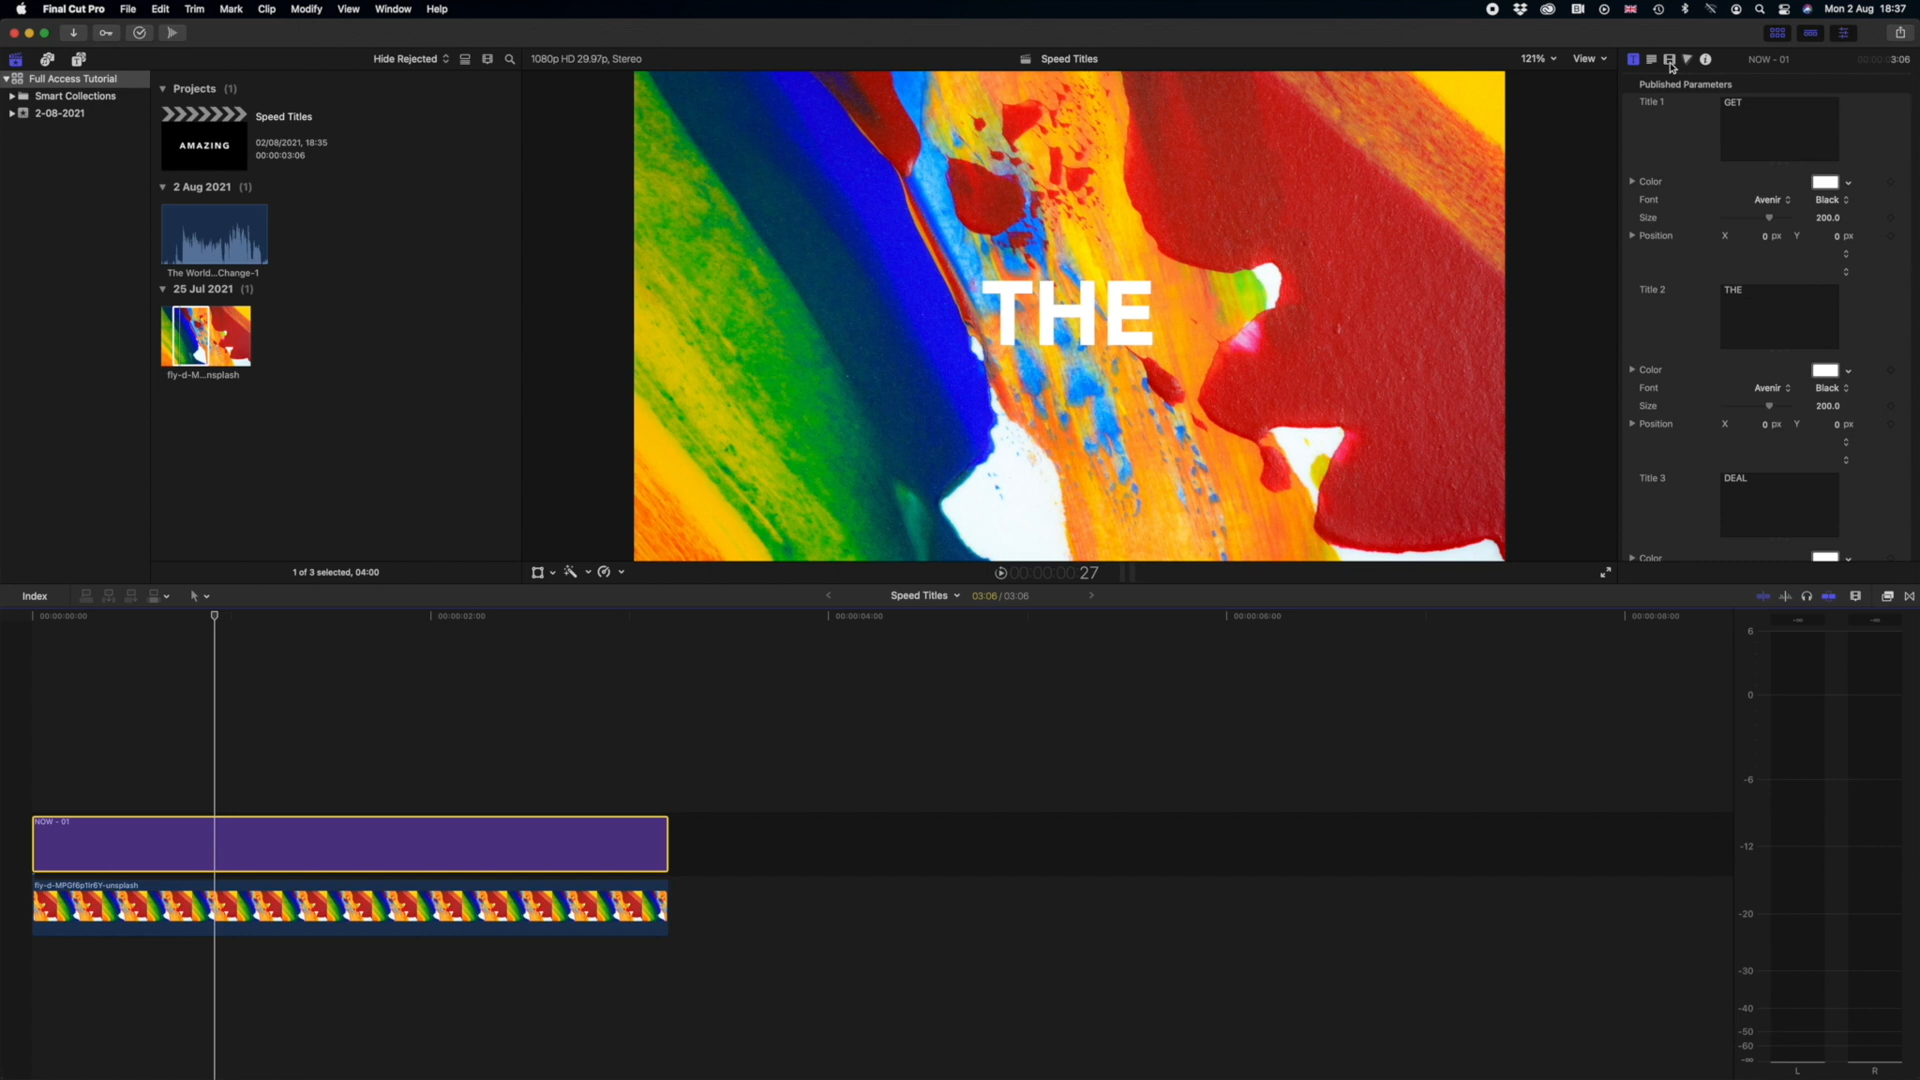 Final Cut Pro File Edit Trim Mark Clip Modify View Window Help Mon 2 Aug 18:37
Hide Rejected 1080p HD 29.97p, Stereo Speed Titles 121% View NOW - 01 00:00:00 3:06
Full Access Tutorial
Smart Collections
2-08-2021
Projects (1)
Speed Titles
AMAZING
02/08/2021, 18:35
00:00:03:06
2 Aug 2021 (1)
The World...Change-1
25 Jul 2021 (1)
fly-d-M...nsplash
1 of 3 selected, 04:00
THE
00:00:00:27
Published Parameters
Title 1 GET
Color
Font Avenir Black
Size 200.0
Position X 0 px Y 0 px
Title 2 THE
Color
Font Avenir Black
Size 200.0
Position X 0 px Y 0 px
Title 3 DEAL
Color
Index Speed Titles 03:06 / 03:06
00:00:00:00 00:00:02:00 00:00:04:00 00:00:06:00 00:00:08:00
NOW - 01
fly-d-MPGf6p1Ir6Y-unsplash
-∞ -∞
6
0
-6
-12
-20
-30
-40
-50
-60
-∞
L R